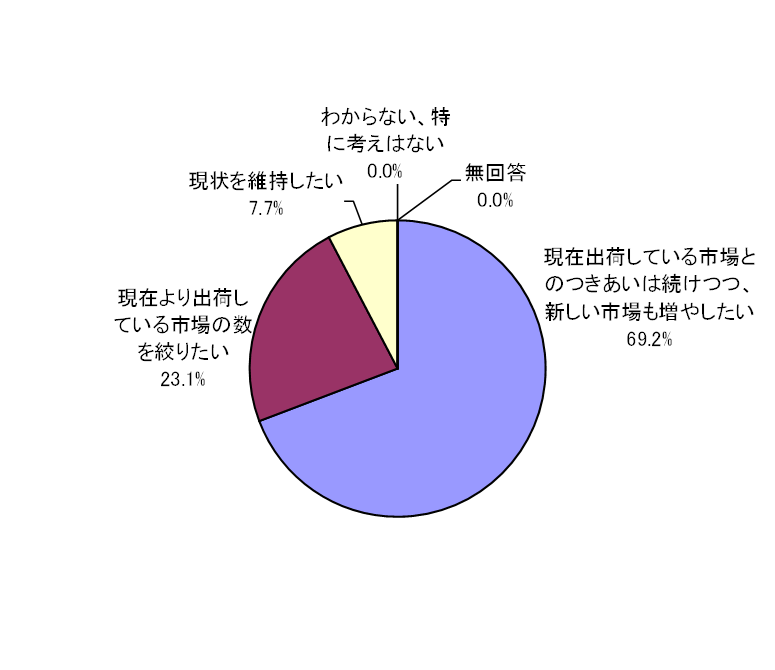 わからない、特
に考えはない
0.0%
無回答
0.0%
現状を維持したい
7.7%
現在出荷している市場と
のつきあいは続けつつ、
新しい市場も増やしたい
69.2%
現在より出荷し
ている市場の数
を絞りたい
23.1%